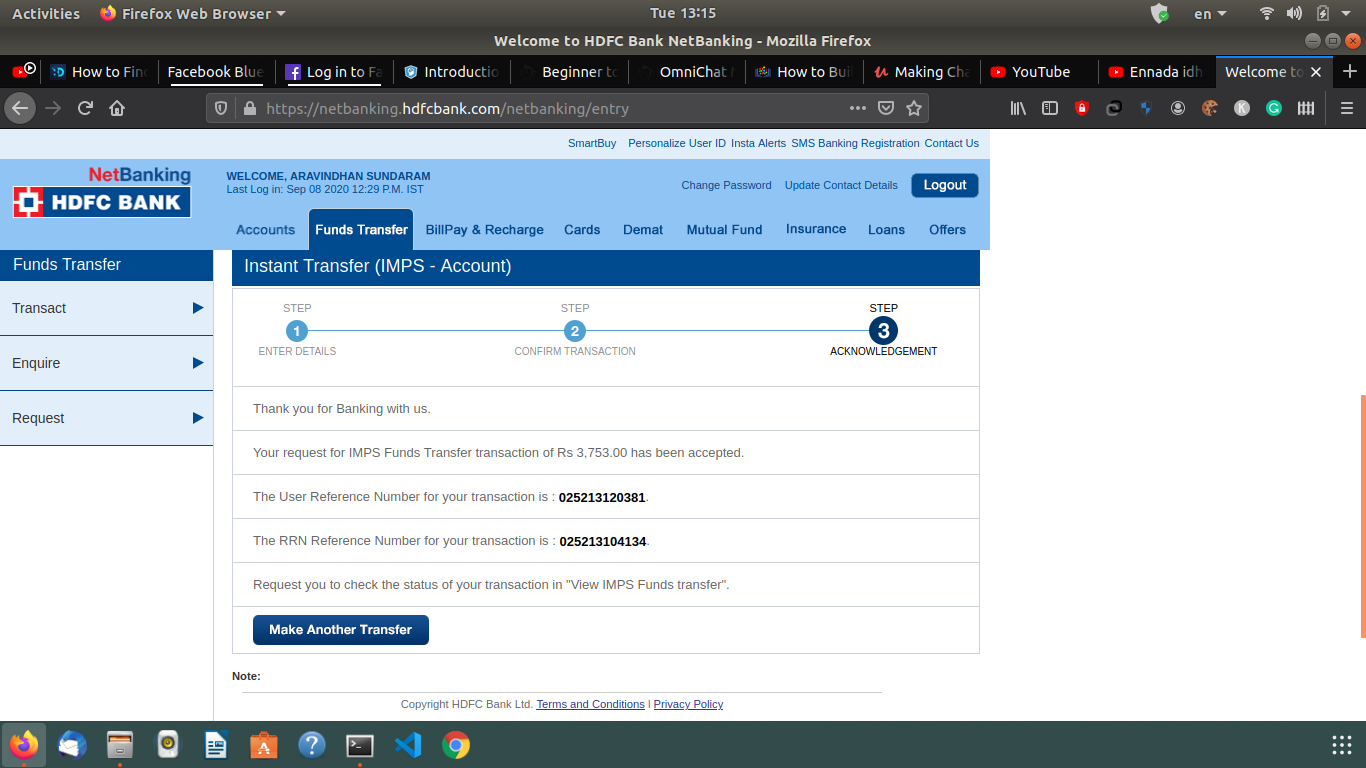 Activities Firefox Web Browser Tue 13:15 en
Welcome to HDFC Bank NetBanking - Mozilla Firefox
How to Fin Facebook Blue Log in to Fa Introductio Beginner to OmniChat How to Buil Making Cha YouTube Ennada idh Welcome to
https://netbanking.hdfcbank.com/netbanking/entry
SmartBuy Personalize User ID Insta Alerts SMS Banking Registration Contact Us
NetBanking
HDFC BANK
WELCOME, ARAVINDHAN SUNDARAM
Last Log in: Sep 08 2020 12:29 P.M. IST
Change Password Update Contact Details Logout
Accounts Funds Transfer BillPay & Recharge Cards Demat Mutual Fund Insurance Loans Offers
Funds Transfer
Transact
Enquire
Request
Instant Transfer (IMPS - Account)
STEP STEP STEP
1 2 3
ENTER DETAILS CONFIRM TRANSACTION ACKNOWLEDGEMENT
Thank you for Banking with us.
Your request for IMPS Funds Transfer transaction of Rs 3,753.00 has been accepted.
The User Reference Number for your transaction is : 025213120381.
The RRN Reference Number for your transaction is : 025213104134.
Request you to check the status of your transaction in "View IMPS Funds transfer".
Make Another Transfer
Note:
Copyright HDFC Bank Ltd. Terms and Conditions l Privacy Policy